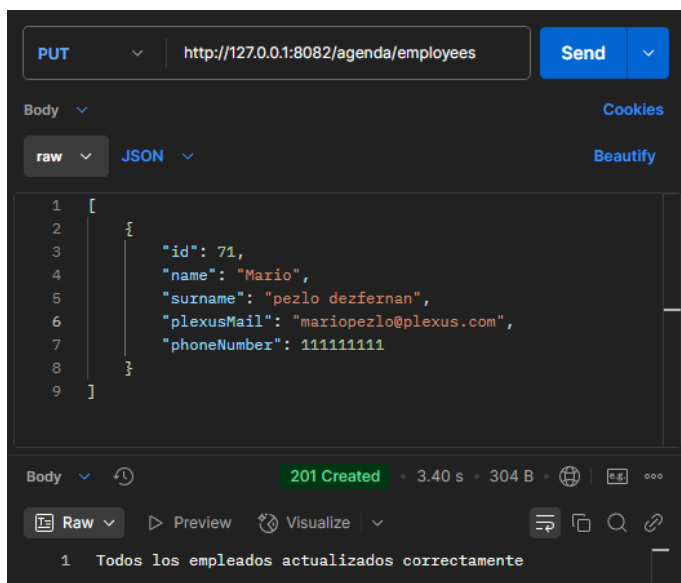 PUT http://127.0.0.1:8082/agenda/employees Send
Body Cookies
raw JSON Beautify
1 [
2 {
3 "id": 71,
4 "name": "Mario",
5 "surname": "pezlo dezfernan",
6 "plexusMail": "mariopezlo@plexus.com",
7 "phoneNumber": 111111111
8 }
9 ]
Body 201 Created • 3.40 s • 304 B • e.g. ooo
Raw Preview Visualize
1 Todos los empleados actualizados correctamente